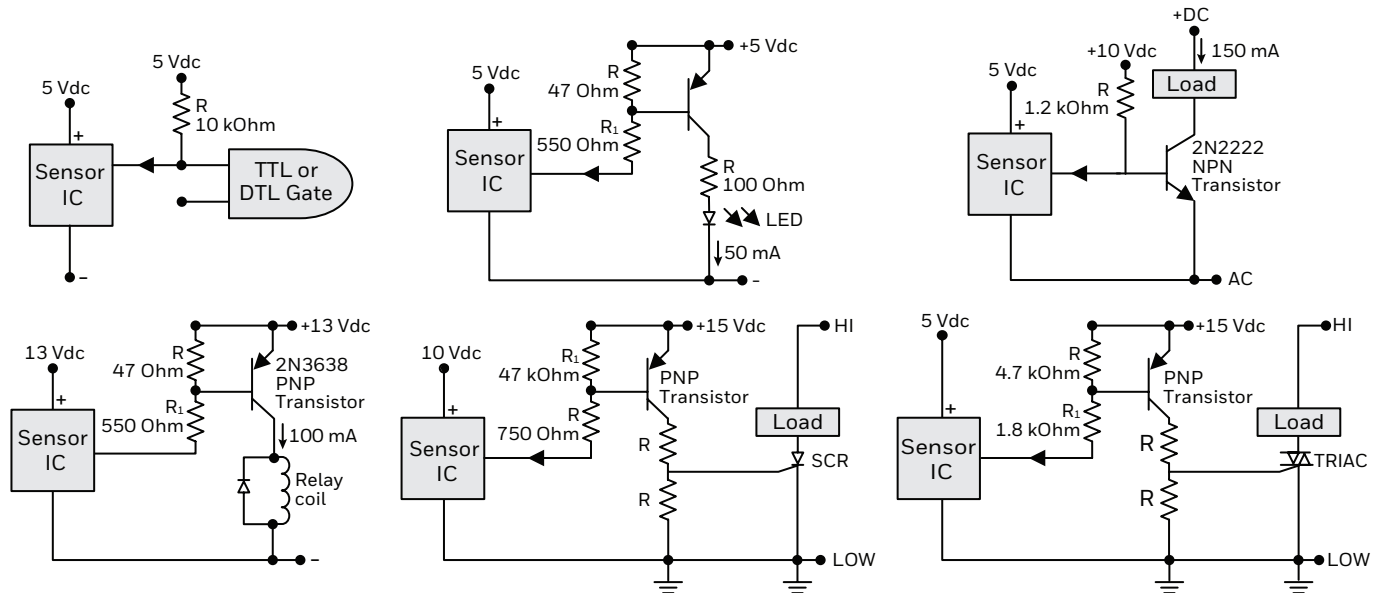 5 Vdc
5 Vdc
+
R
10 kOhm
Sensor
IC
TTL or
DTL Gate
-
+5 Vdc
5 Vdc
R
47 Ohm
+
R1
550 Ohm
Sensor
IC
R
100 Ohm
LED
50 mA
-
+DC
150 mA
+10 Vdc
5 Vdc
R
1.2 kOhm
Load
+
Sensor
IC
2N2222
NPN
Transistor
AC
+13 Vdc
13 Vdc
R
47 Ohm
2N3638
PNP
Transistor
+
R1
550 Ohm
Sensor
IC
100 mA
Relay
coil
-
+15 Vdc
HI
10 Vdc
R1
47 kOhm
PNP
Transistor
+
R
750 Ohm
Load
Sensor
IC
R
SCR
R
LOW
5 Vdc
+15 Vdc
HI
R
4.7 kOhm
PNP
Transistor
+
R1
1.8 kOhm
Load
Sensor
IC
R
TRIAC
R
LOW